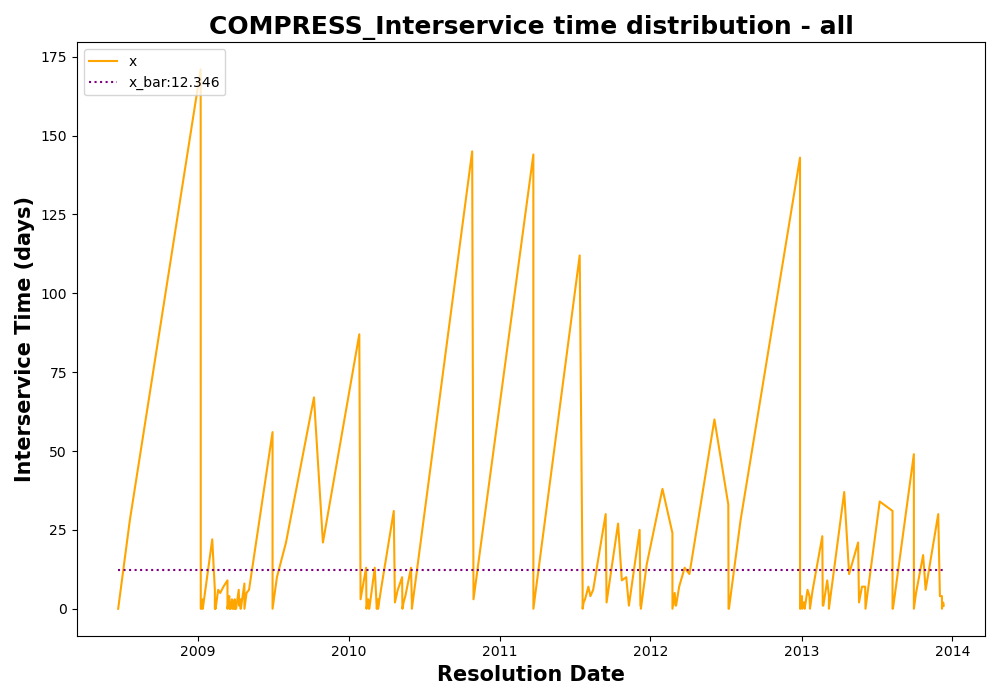 COMPRESS_Interservice time distribution - all
x
x_bar:12.346
175
150
125
100
75
50
25
0
Interservice Time (days)
2009
2010
2011
2012
2013
2014
Resolution Date